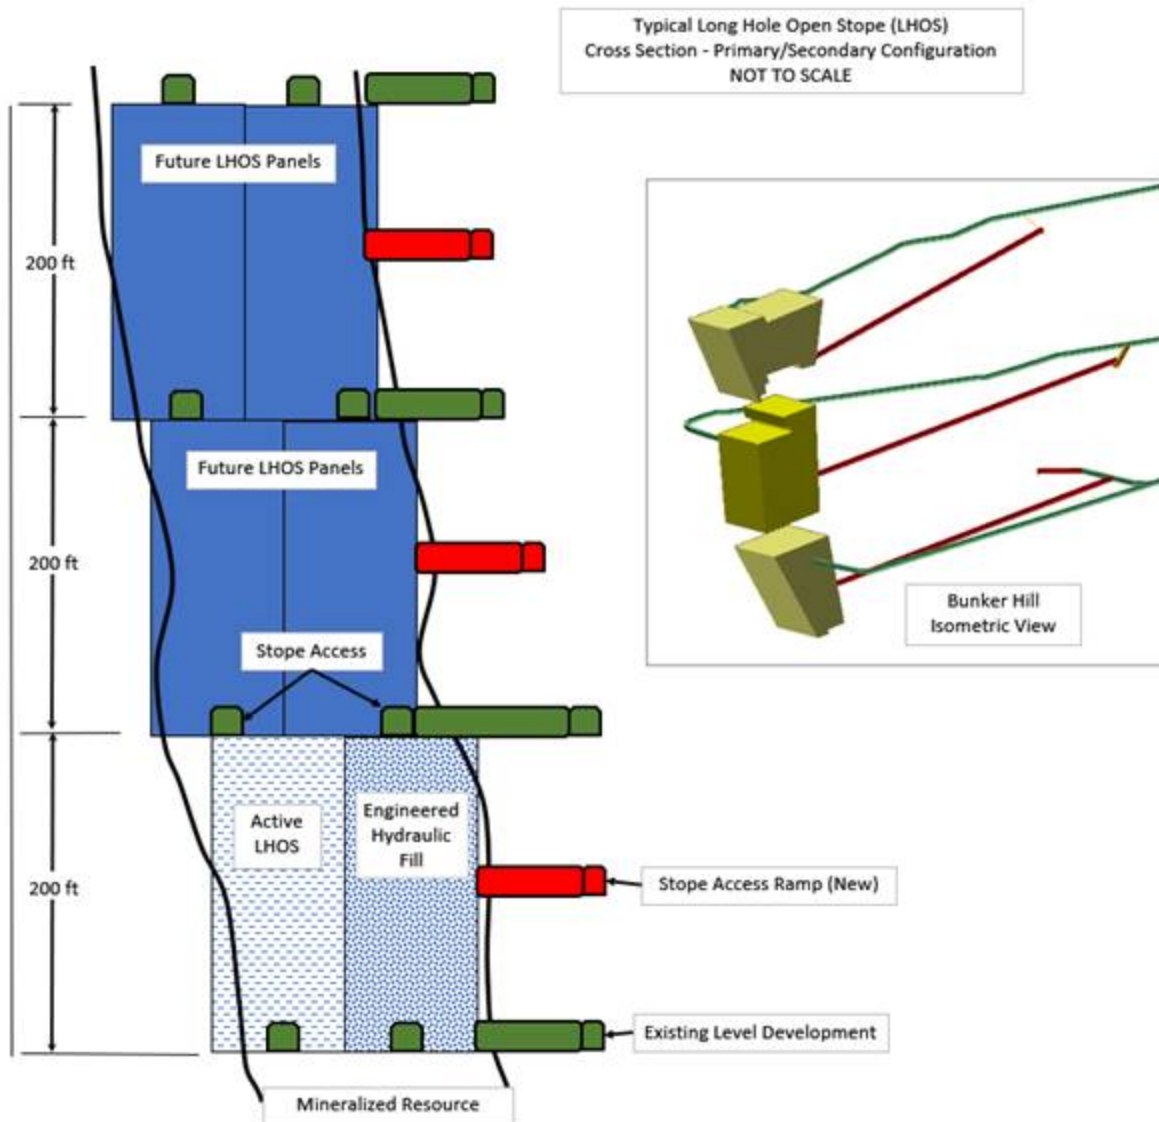 Typical Long Hole Open Stope (LHOS)
Cross Section - Primary/Secondary Configuration
NOT TO SCALE
Future LHOS Panels
200 ft
Future LHOS Panels
200 ft
Stope Access
Bunker Hill
Isometric View
Active
LHOS
Engineered
Hydraulic
Fill
200 ft
Stope Access Ramp (New)
Existing Level Development
Mineralized Resource